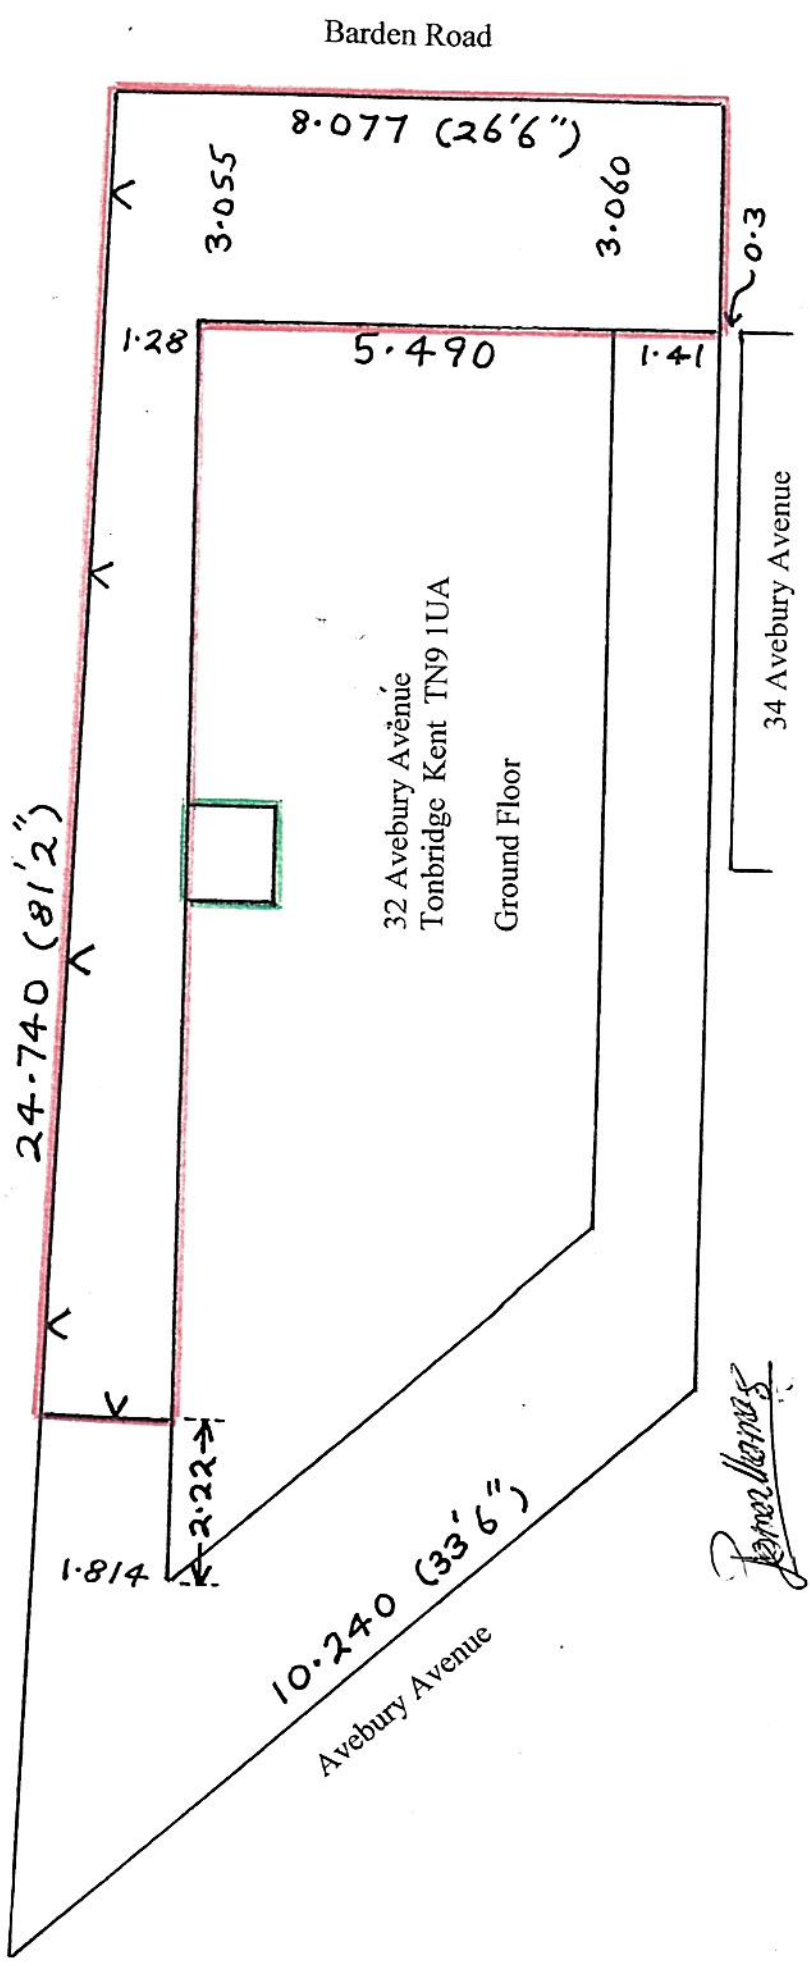 Barden Road
8.077 (26'6")
3.055
3.060
0.3
1.28
5.490
1.41
24.740 (81'2")
32 Avebury Avenue
Tonbridge Kent TN9 1UA
Ground Floor
34 Avebury Avenue
2.22
1.814
10.240 (33'6")
Avebury Avenue